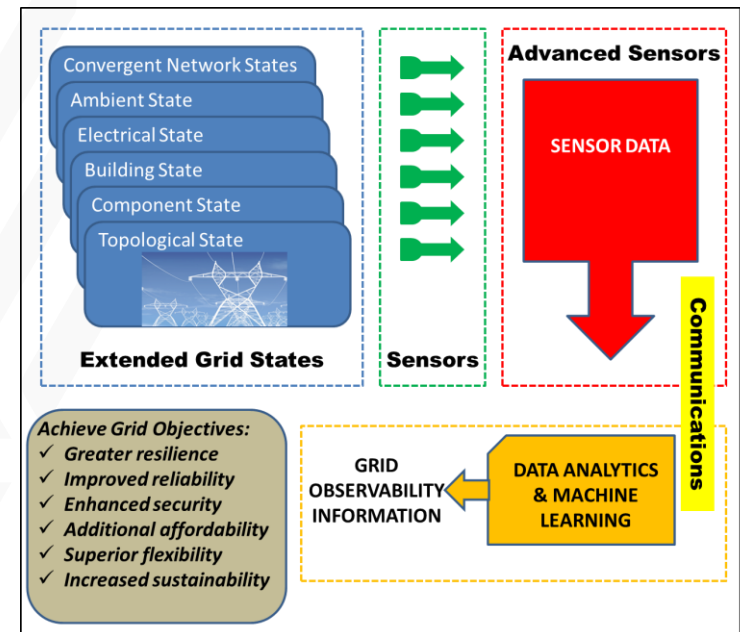 Convergent Network States
Ambient State
Electrical State
Building State
Component State
Topological State
Extended Grid States
Sensors
Advanced Sensors
SENSOR DATA
Communications
Achieve Grid Objectives:
✓ Greater resilience
✓ Improved reliability
✓ Enhanced security
✓ Additional affordability
✓ Superior flexibility
✓ Increased sustainability
GRID
OBSERVABILITY
INFORMATION
DATA ANALYTICS
& MACHINE
LEARNING